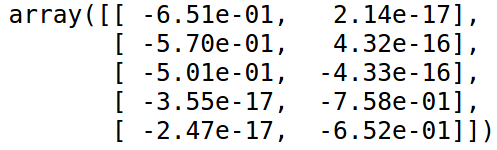 array([[ -6.51e-01,   2.14e-17],
       [ -5.70e-01,   4.32e-16],
       [ -5.01e-01,  -4.33e-16],
       [ -3.55e-17,  -7.58e-01],
       [ -2.47e-17,  -6.52e-01]])